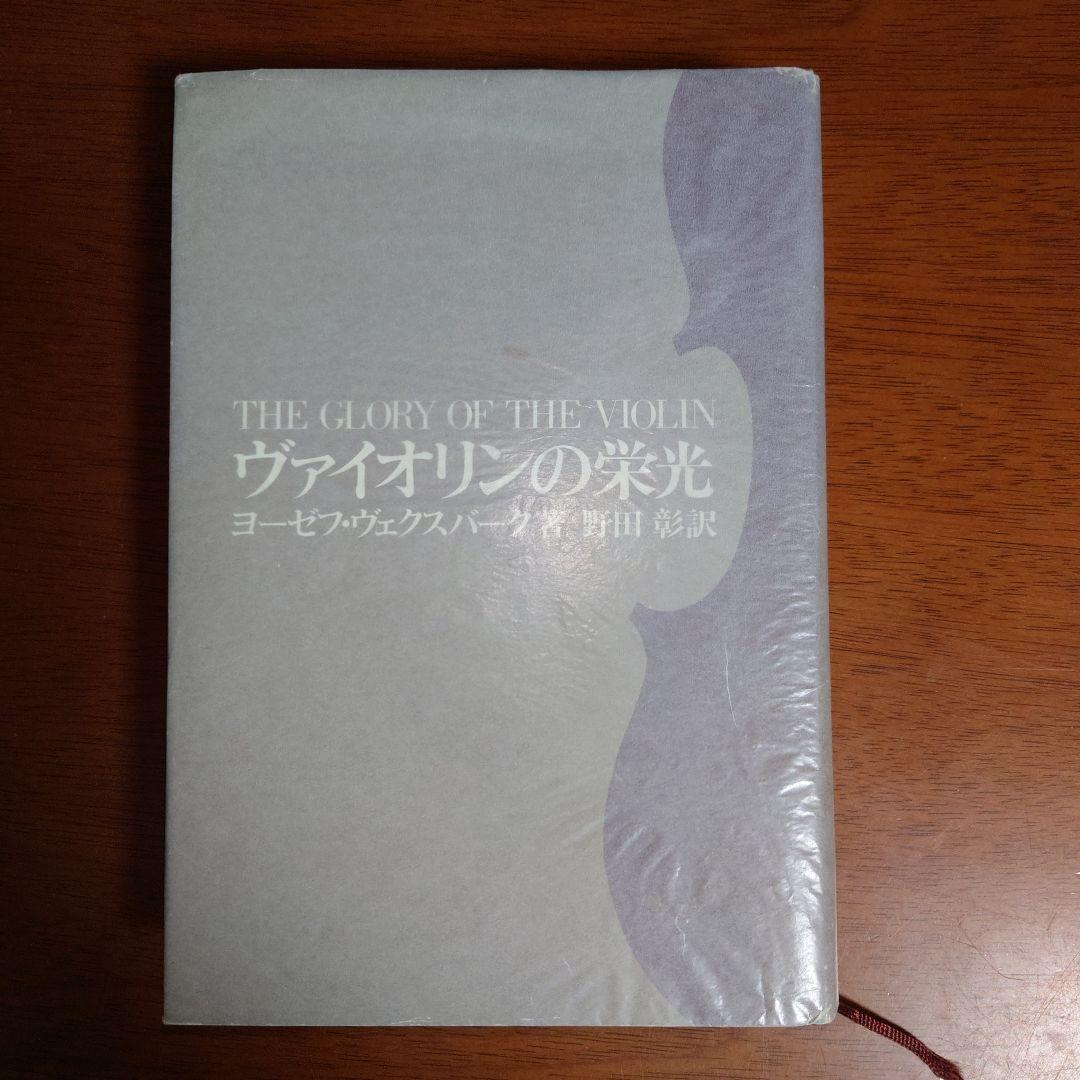 THE GLORY OF THE VIOLIN
ヴァイオリンの栄光
ヨーゼフ・ヴェクスバーク著 野田 彰訳